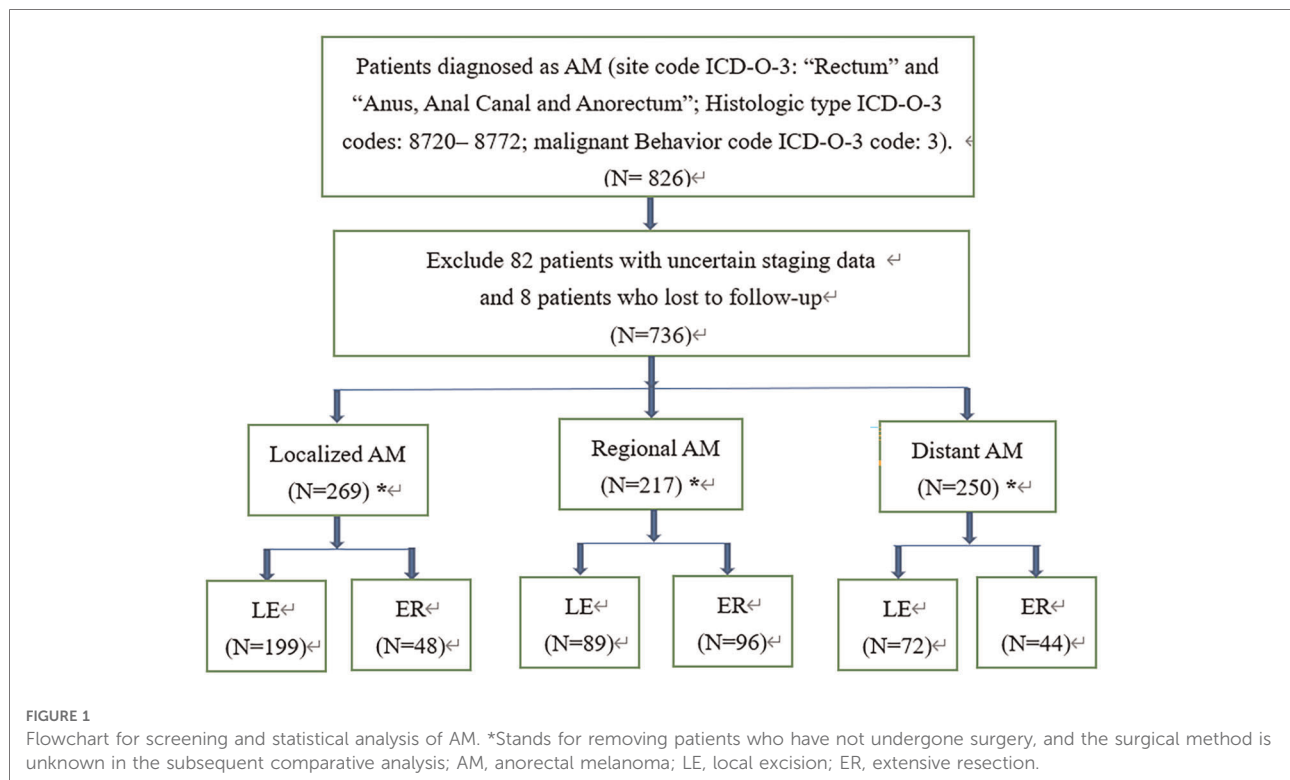 Patients diagnosed as AM (site code ICD-O-3: “Rectum” and
“Anus, Anal Canal and Anorectum”; Histologic type ICD-O-3
codes: 8720– 8772; malignant Behavior code ICD-O-3 code: 3). ↵
(N= 826)↵
Exclude 82 patients with uncertain staging data ↵
and 8 patients who lost to follow-up↵
(N=736)↵
Localized AM
(N=269) *↵
Regional AM
(N=217) *↵
Distant AM
(N=250) *↵
LE↵
(N=199)↵
ER↵
(N=48)↵
LE↵
(N=89)↵
ER↵
(N=96)↵
LE↵
(N=72)↵
ER↵
(N=44)↵
FIGURE 1
Flowchart for screening and statistical analysis of AM. *Stands for removing patients who have not undergone surgery, and the surgical method is
unknown in the subsequent comparative analysis; AM, anorectal melanoma; LE, local excision; ER, extensive resection.